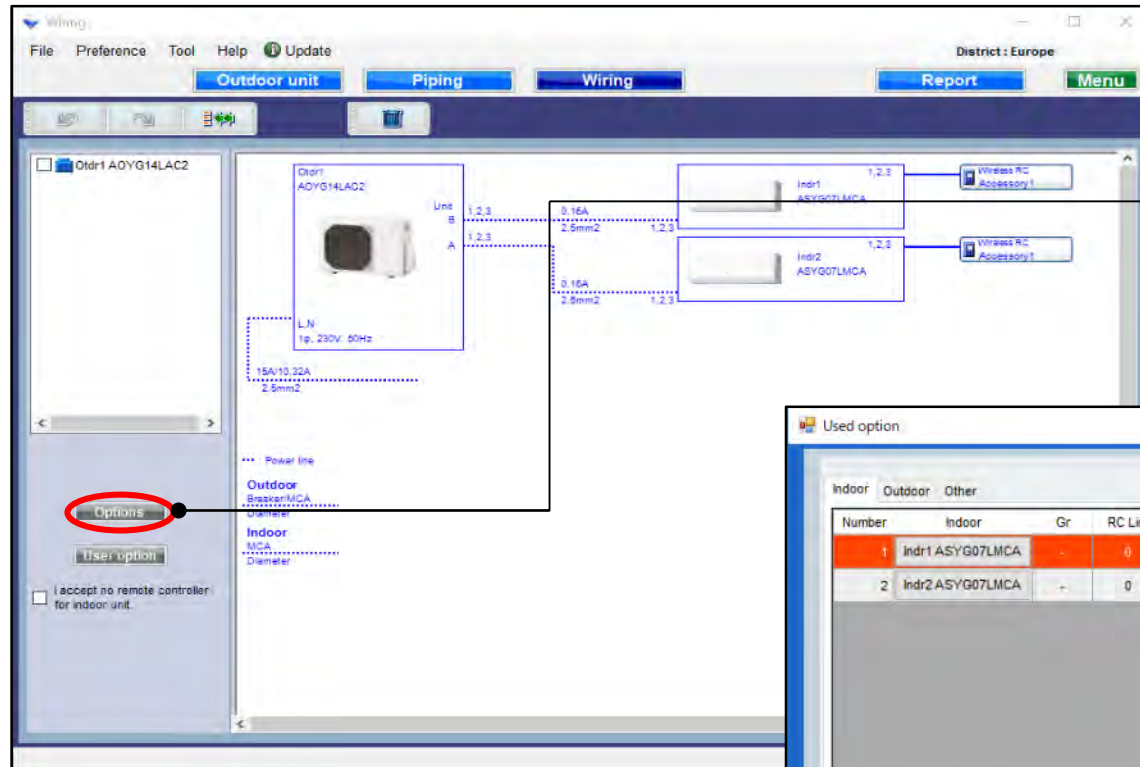 Wiring
File Preference Tool Help Update District : Europe
Outdoor unit Piping Wiring Report Menu
Otdr1 AOYG14LAC2
Otdr1
AOYG14LAC2
Unit
B 1,2,3
A 1,2,3
0.16A
2.5mm2 1,2,3
0.16A
2.5mm2 1,2,3
Indr1
ASYG07LMCA
1,2,3
Wireless RC
Accessory1
Indr2
ASYG07LMCA
1,2,3
Wireless RC
Accessory1
L,N
1φ, 230V 50Hz
15A/10.32A
2.5mm2
Power line
Outdoor
Breaker/MCA
Diameter
Indoor
MCA
Diameter
Options
User option
I accept no remote controller
for indoor unit.
Used option
Indoor Outdoor Other
Number Indoor Gr
1 Indr1 ASYG07LMCA - 0
2 Indr2 ASYG07LMCA - 0